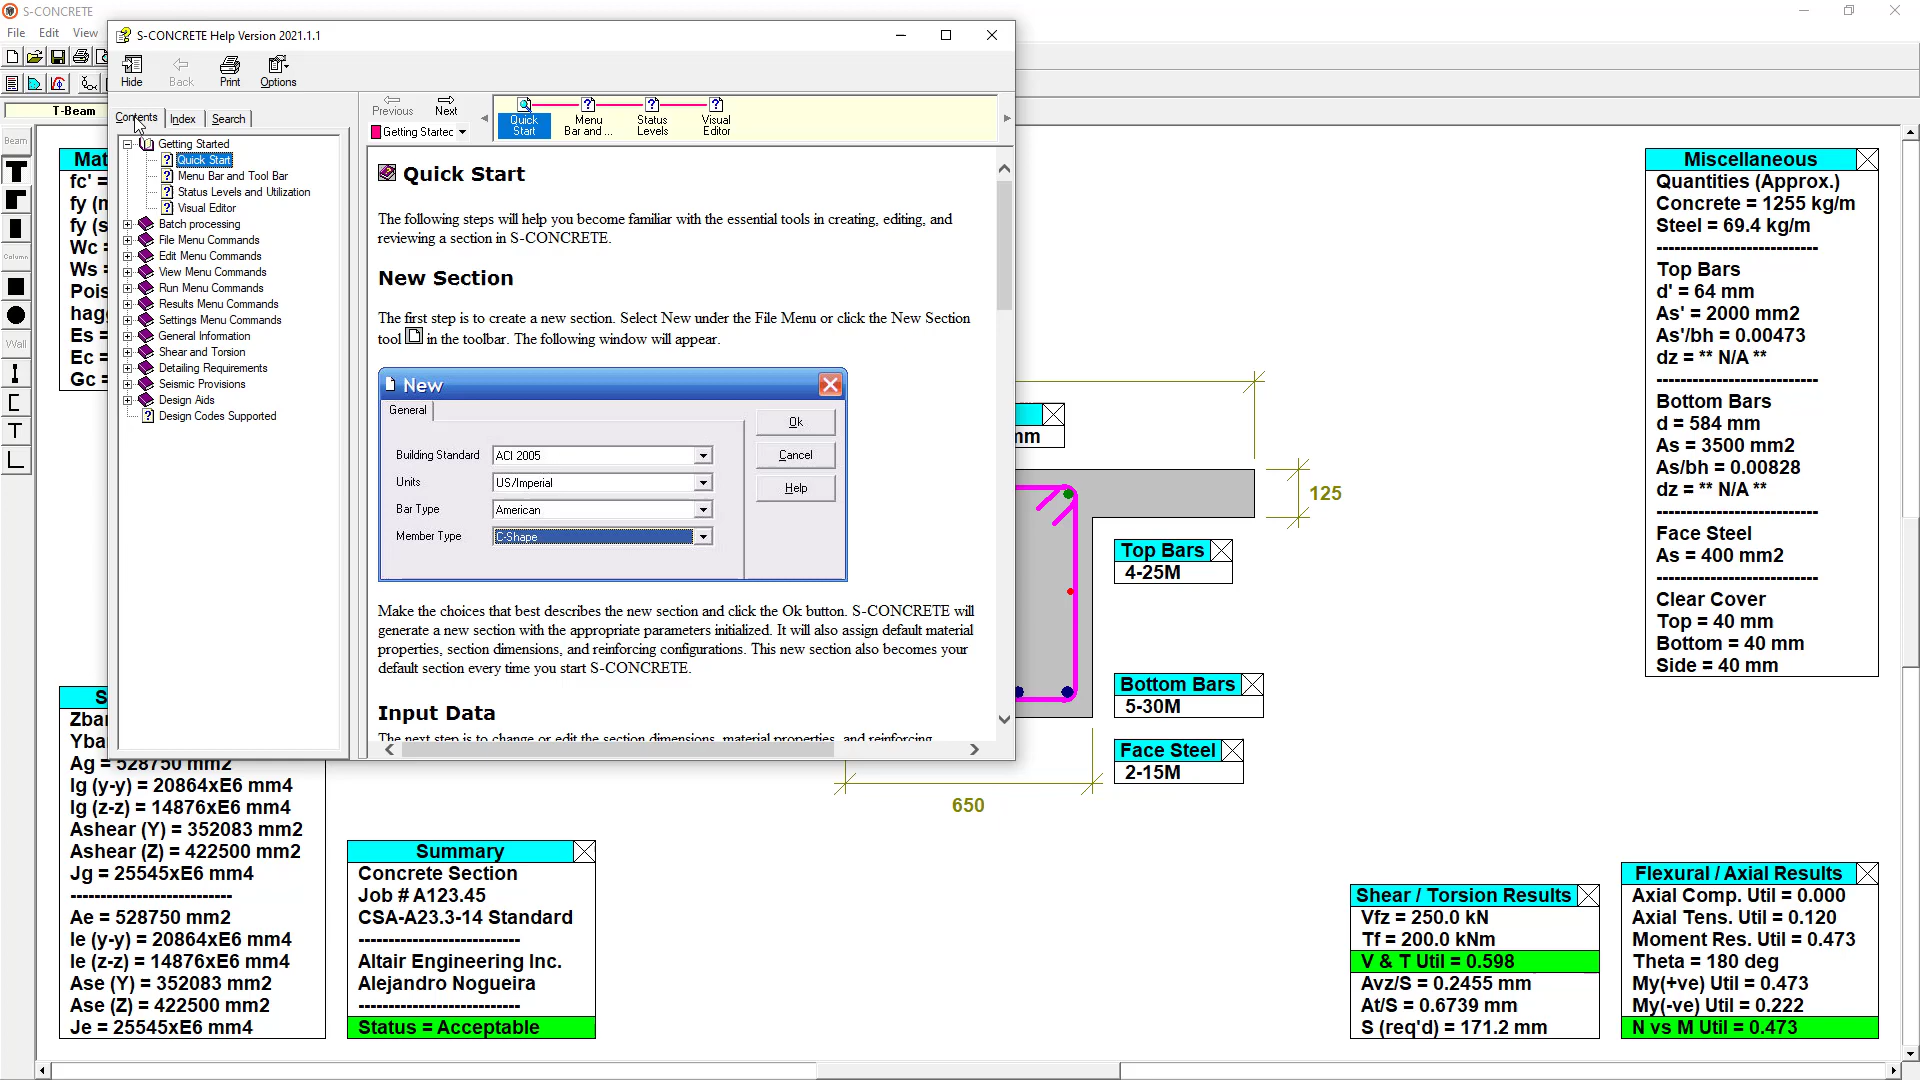 S-CONCRETE
File Edit View
S-CONCRETE Help Version 2021.1.1
Hide Back Print Options
T-Beam
Contents Index Search
Previous Next
Getting Started
Quick Start
Menu Bar and ...
Status Levels
Visual Editor
Beam
Column
Wall
Getting Started
Quick Start
Menu Bar and Tool Bar
Status Levels and Utilization
Visual Editor
Batch processing
File Menu Commands
Edit Menu Commands
View Menu Commands
Run Menu Commands
Results Menu Commands
Settings Menu Commands
General Information
Shear and Torsion
Detailing Requirements
Seismic Provisions
Design Aids
Design Codes Supported
Quick Start
The following steps will help you become familiar with the essential tools in creating, editing, and
reviewing a section in S-CONCRETE.
New Section
The first step is to create a new section. Select New under the File Menu or click the New Section
tool in the toolbar. The following window will appear.
New
General
Building Standard ACI 2005
Units US/Imperial
Bar Type American
Member Type C-Shape
Ok
Cancel
Help
Make the choices that best describes the new section and click the Ok button. S-CONCRETE will
generate a new section with the appropriate parameters initialized. It will also assign default material
properties, section dimensions, and reinforcing configurations. This new section also becomes your
default section every time you start S-CONCRETE.
Input Data
The next step is to change or edit the section dimensions, material properties, and reinforcing
Mat
fc' =
fy (m
fy (s
Wc =
Ws =
Pois
hagg
Es =
Ec =
Gc =
S
Zbar
Ybar
Ag = 528750 mm2
Ig (y-y) = 20864xE6 mm4
Ig (z-z) = 14876xE6 mm4
Ashear (Y) = 352083 mm2
Ashear (Z) = 422500 mm2
Jg = 25545xE6 mm4
---------------------------
Ae = 528750 mm2
Ie (y-y) = 20864xE6 mm4
Ie (z-z) = 14876xE6 mm4
Ase (Y) = 352083 mm2
Ase (Z) = 422500 mm2
Je = 25545xE6 mm4
Summary
Concrete Section
Job # A123.45
CSA-A23.3-14 Standard
---------------------------
Altair Engineering Inc.
Alejandro Nogueira
---------------------------
Status = Acceptable
mm
125
650
Top Bars
4-25M
Bottom Bars
5-30M
Face Steel
2-15M
Miscellaneous
Quantities (Approx.)
Concrete = 1255 kg/m
Steel = 69.4 kg/m
---------------------------
Top Bars
d' = 64 mm
As' = 2000 mm2
As'/bh = 0.00473
dz = ** N/A **
---------------------------
Bottom Bars
d = 584 mm
As = 3500 mm2
As/bh = 0.00828
dz = ** N/A **
---------------------------
Face Steel
As = 400 mm2
---------------------------
Clear Cover
Top = 40 mm
Bottom = 40 mm
Side = 40 mm
Shear / Torsion Results
Vfz = 250.0 kN
Tf = 200.0 kNm
V & T Util = 0.598
Avz/S = 0.2455 mm
At/S = 0.6739 mm
S (req'd) = 171.2 mm
Flexural / Axial Results
Axial Comp. Util = 0.000
Axial Tens. Util = 0.120
Moment Res. Util = 0.473
Theta = 180 deg
My(+ve) Util = 0.473
My(-ve) Util = 0.222
N vs M Util = 0.473